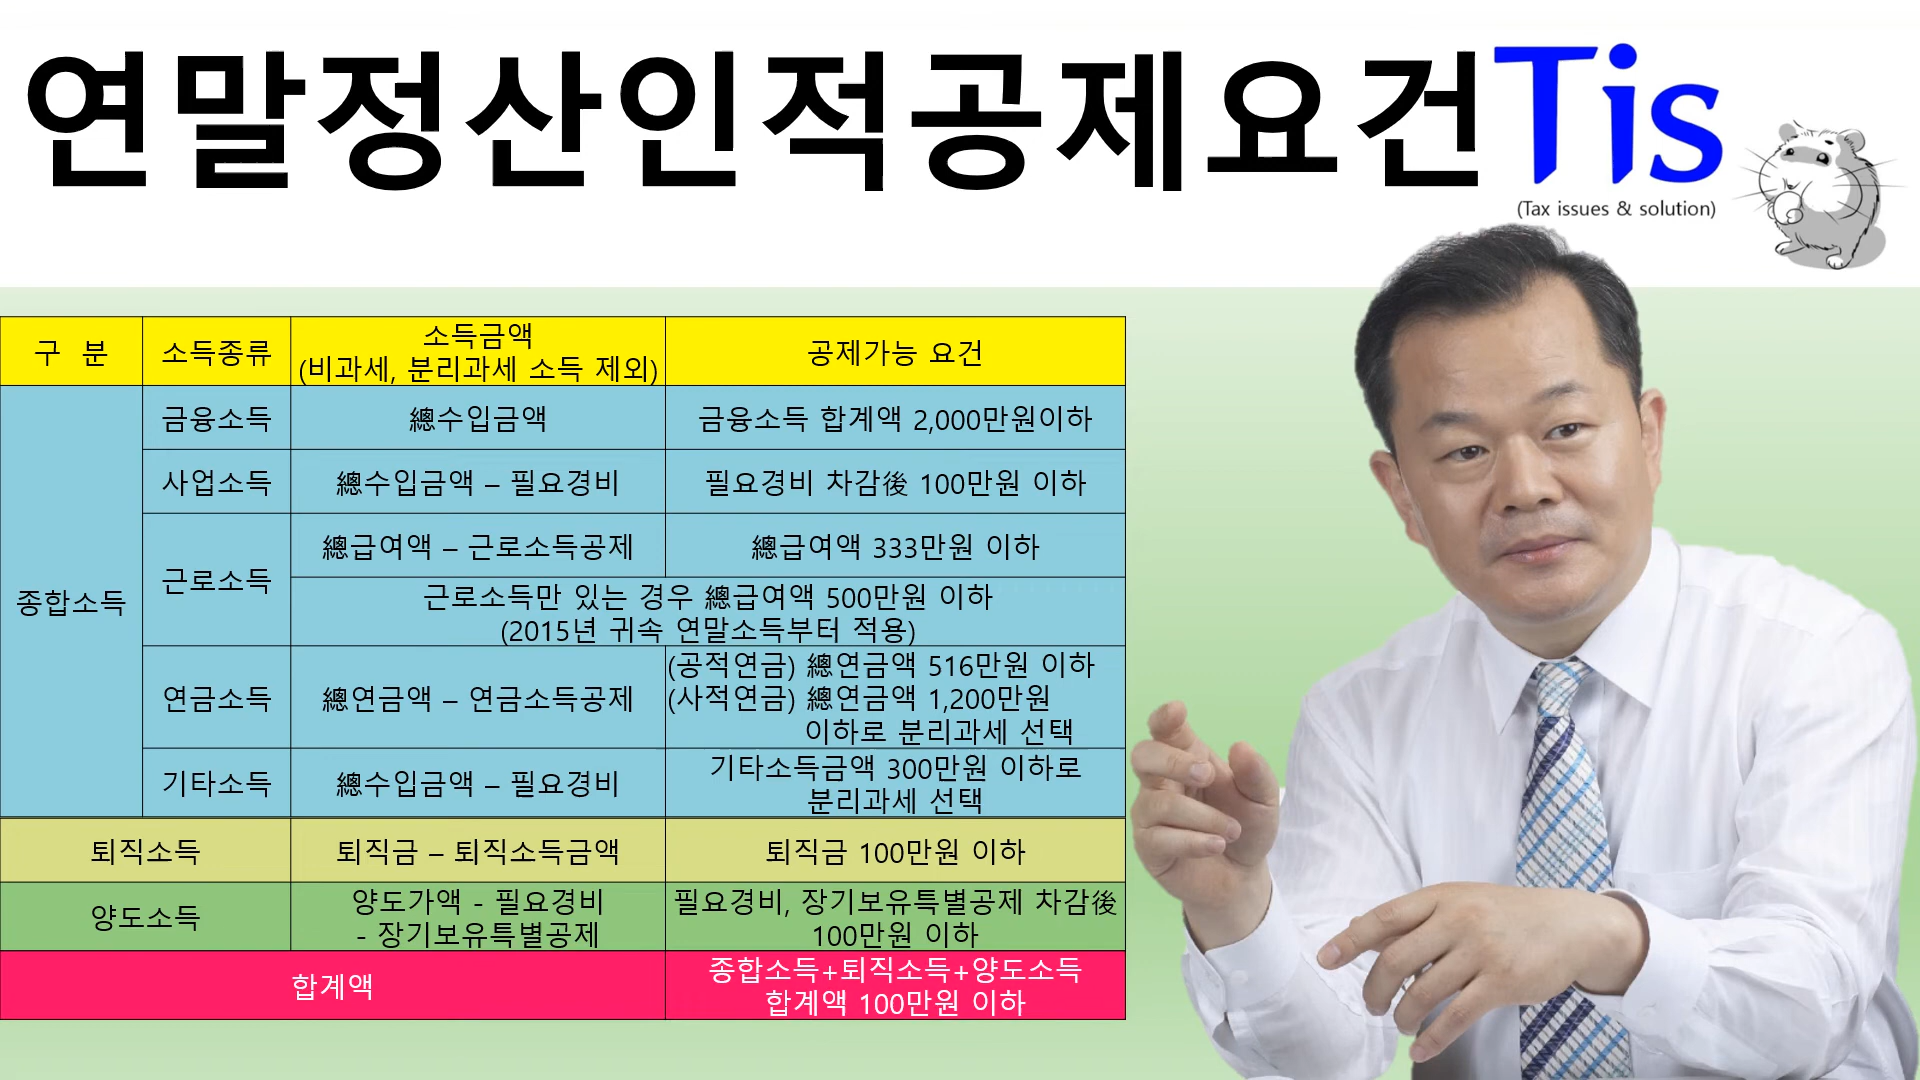 연말정산인적공제요건
Tis
(Tax issues & solution)
구 분
소득종류
소득금액
(비과세, 분리과세 소득 제외)
공제가능 요건
종합소득
금융소득
總수입금액
금융소득 합계액 2,000만원이하
사업소득
總수입금액 – 필요경비
필요경비 차감後 100만원 이하
근로소득
總급여액 – 근로소득공제
總급여액 333만원 이하
근로소득만 있는 경우 總급여액 500만원 이하
(2015년 귀속 연말소득부터 적용)
연금소득
總연금액 – 연금소득공제
(공적연금) 總연금액 516만원 이하
(사적연금) 總연금액 1,200만원
이하로 분리과세 선택
기타소득
總수입금액 – 필요경비
기타소득금액 300만원 이하로
분리과세 선택
퇴직소득
퇴직금 – 퇴직소득금액
퇴직금 100만원 이하
양도소득
양도가액 - 필요경비
- 장기보유특별공제
필요경비, 장기보유특별공제 차감後
100만원 이하
합계액
종합소득+퇴직소득+양도소득
합계액 100만원 이하